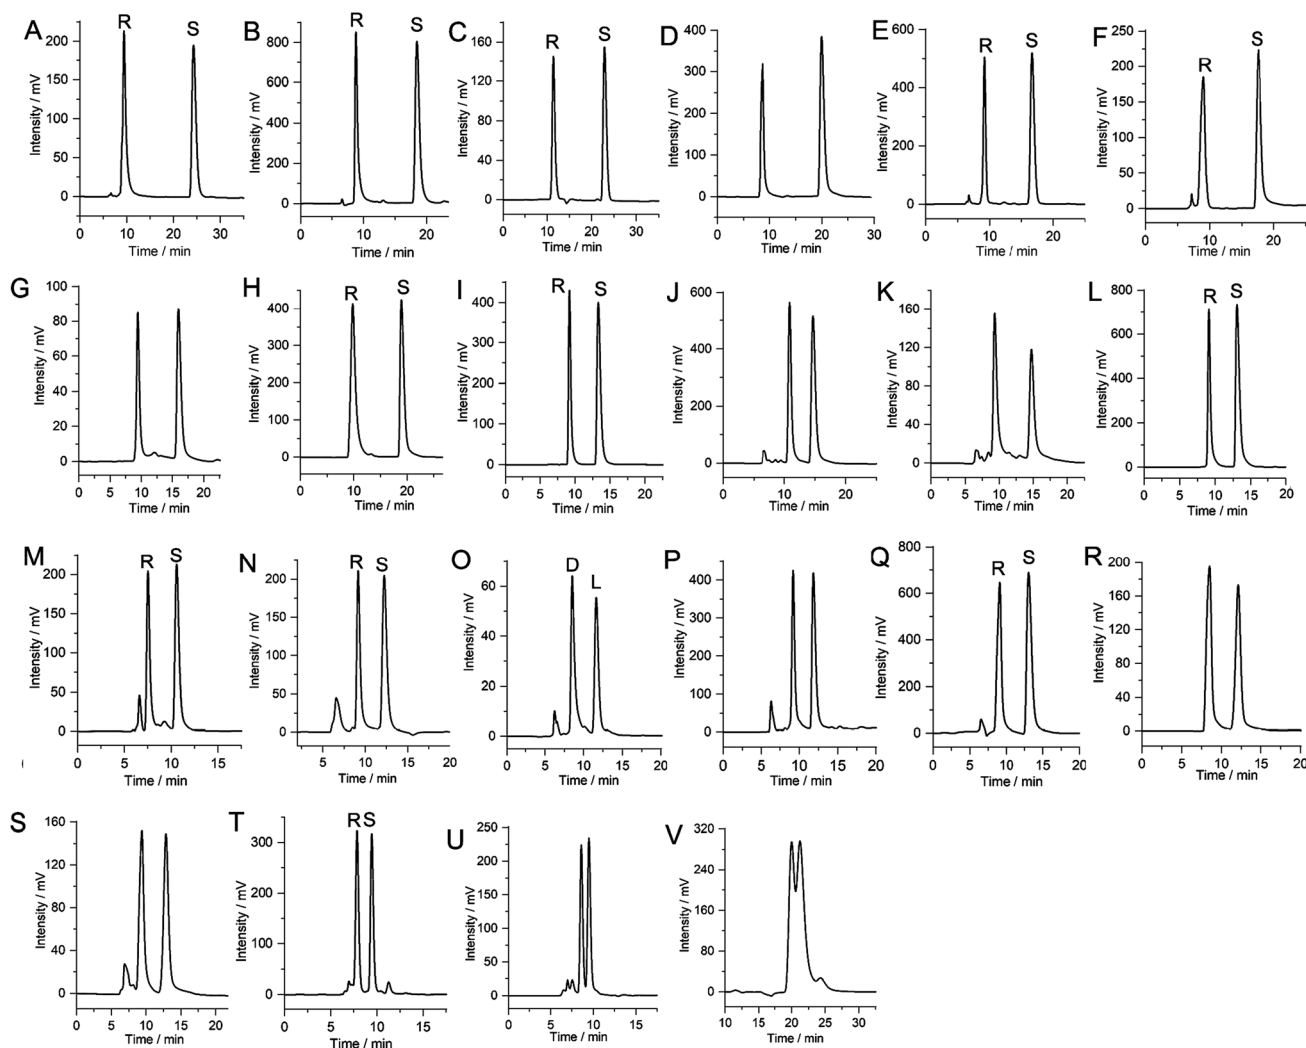 A
R S
Intensity / mV
200
150
100
50
0
0 10 20 30
Time / min
B
R S
Intensity / mV
800
600
400
200
0
0 10 20
Time / min
C
R S
Intensity / mV
160
120
80
40
0
0 10 20 30
Time / min
D
Intensity / mV
400
300
200
100
0
0 10 20 30
Time / min
E
R S
Intensity / mV
600
400
200
0
0 10 20
Time / min
F
R S
Intensity / mV
250
200
150
100
50
0
0 10 20
Time / min
G
Intensity / mV
100
80
60
40
20
0
0 5 10 15 20
Time / min
H
R S
Intensity / mV
400
300
200
100
0
0 10 20
Time / min
I
R S
Intensity / mV
400
300
200
100
0
0 5 10 15 20
Time / min
J
Intensity / mV
600
400
200
0
0 10 20
Time / min
K
Intensity / mV
160
120
80
40
0
0 5 10 15 20
Time / min
L
R S
Intensity / mV
800
700
600
500
400
300
200
100
0
0 5 10 15 20
Time / min
M
R S
Intensity / mV
200
150
100
50
0
0 5 10 15
Time / min
N
R S
Intensity / mV
200
150
100
50
0
5 10 15 20
Time / min
O
D L
Intensity / mV
60
40
20
0
0 5 10 15 20
Time / min
P
Intensity / mV
400
300
200
100
0
0 5 10 15 20
Time / min
Q
R S
Intensity / mV
800
600
400
200
0
0 5 10 15 20
Time / min
R
Intensity / mV
200
160
120
80
40
0
0 5 10 15 20
Time / min
S
Intensity / mV
160
120
80
40
0
0 5 10 15 20
Time / min
T
R S
Intensity / mV
300
200
100
0
0 5 10 15
Time / min
U
Intensity / mV
250
200
150
100
50
0
0 5 10 15
Time / min
V
Intensity / mV
320
240
160
80
0
10 15 20 25 30
Time / min